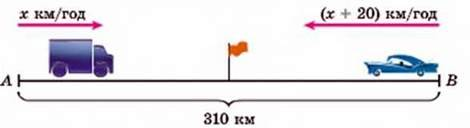 x км/год
(x + 20) км/год
A
B
310 км